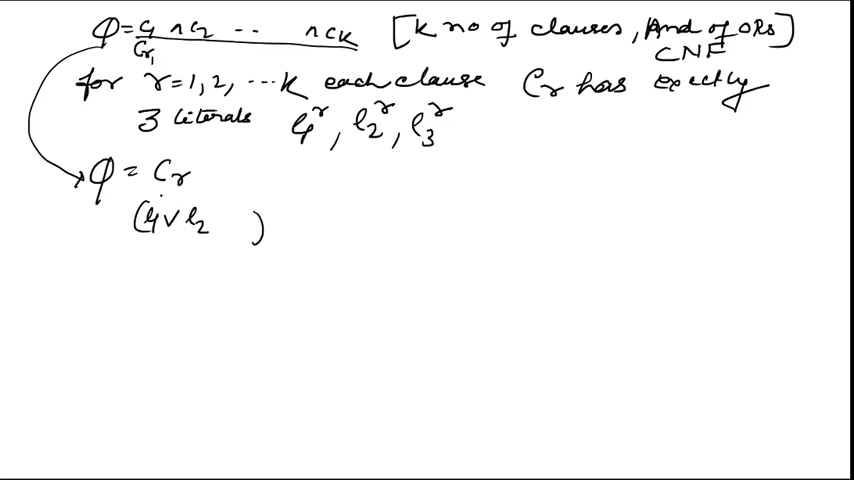 φ = C1 ∧ C2 ... ∧ Ck [K no of clauses, And of ORs]
Cr1 CNF
for r = 1, 2, ... K each clause Cr has exectly
3 literals l1^r, l2^r, l3^r
φ = Cr
(l1 ∨ l2 )